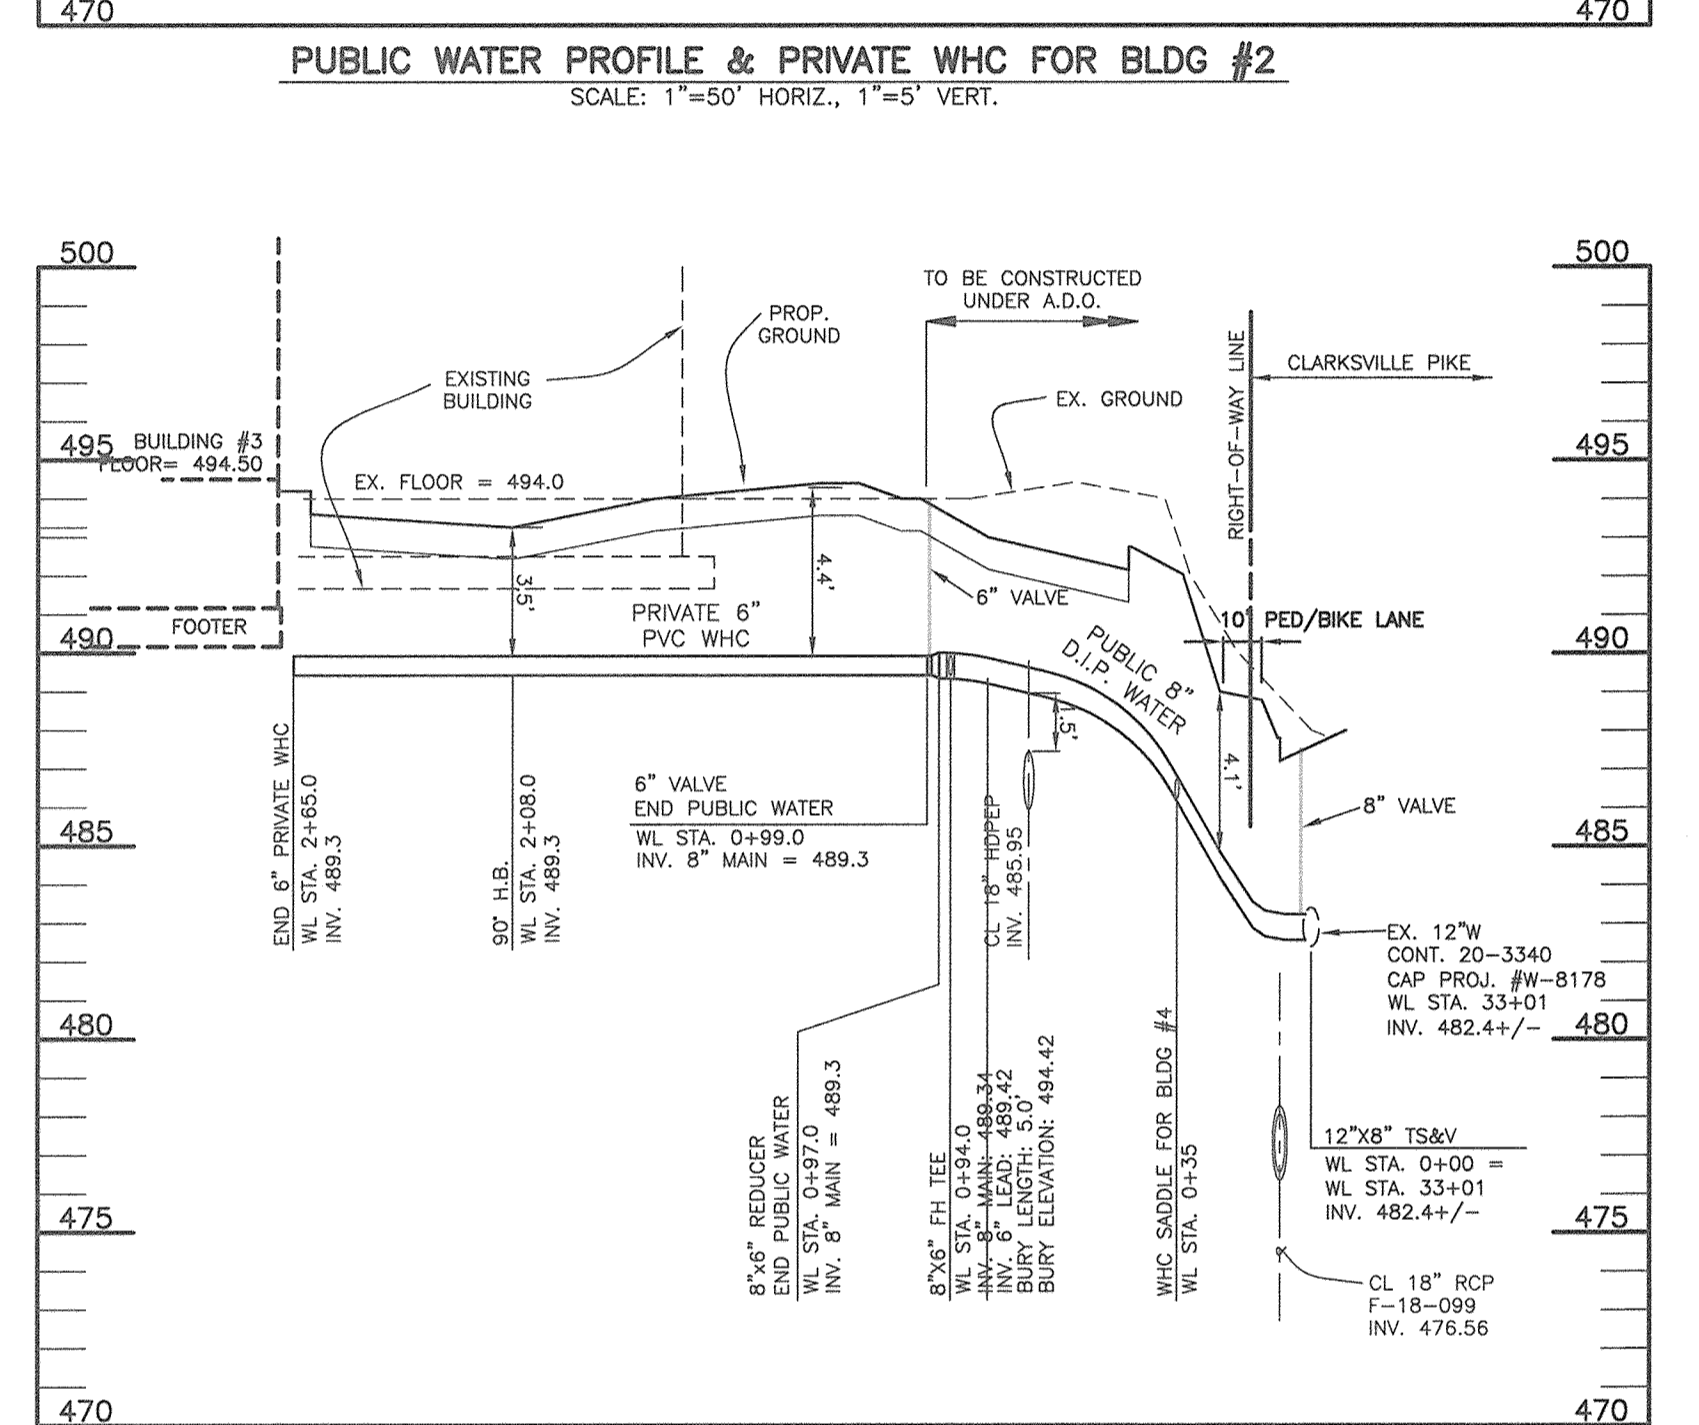 470
470
PUBLIC WATER PROFILE & PRIVATE WHC FOR BLDG #2
SCALE: 1"=50' HORIZ., 1"=5' VERT.
500
500
TO BE CONSTRUCTED
UNDER A.D.O.
PROP.
GROUND
RIGHT-OF-WAY LINE
CLARKSVILLE PIKE
EXISTING
BUILDING
EX. GROUND
495
BUILDING #3
FLOOR= 494.50
495
EX. FLOOR = 494.0
3.5'
4.4'
6" VALVE
FOOTER
PRIVATE 6"
PVC WHC
PUBLIC 8"
D.I.P. WATER
10' PED/BIKE LANE
490
490
1.5'
4.1'
END 6" PRIVATE WHC
WL STA. 2+65.0
INV. 489.3
90° H.B.
WL STA. 2+08.0
INV. 489.3
6" VALVE
END PUBLIC WATER
WL STA. 0+99.0
INV. 8" MAIN = 489.3
CL 18" HDPEP
INV. 485.95
8" VALVE
485
485
EX. 12"W
CONT. 20-3340
CAP PROJ. #W-8178
WL STA. 33+01
INV. 482.4+/-
480
480
8"x6" REDUCER
END PUBLIC WATER
WL STA. 0+97.0
INV. 8" MAIN = 489.3
8"X6" FH TEE
WL STA. 0+94.0
INV. 8" MAIN: 489.34
INV. 6" LEAD: 489.42
BURY LENGTH: 5.0'
BURY ELEVATION: 494.42
WHC SADDLE FOR BLDG #4
WL STA. 0+35
12"X8" TS&V
WL STA. 0+00 =
WL STA. 33+01
INV. 482.4+/-
475
475
CL 18" RCP
F-18-099
INV. 476.56
470
470